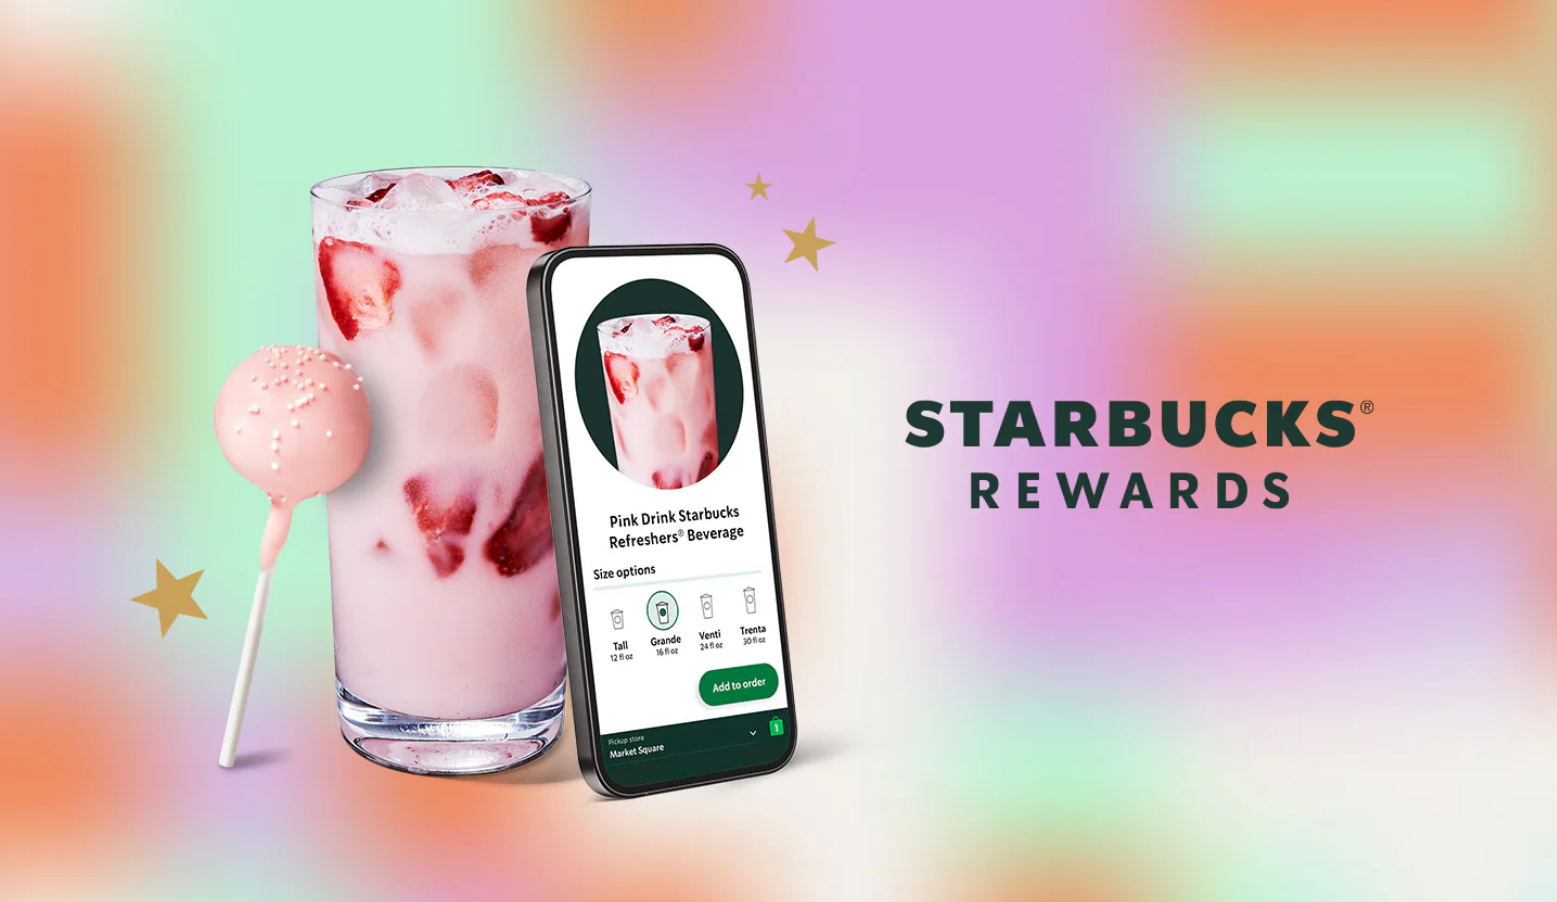 Pink Drink Starbucks
Refreshers® Beverage
Size options
Tall
12 fl oz
Grande
16 fl oz
Venti
24 fl oz
Trenta
30 fl oz
Add to order
Pickup store
Market Square
1
STARBUCKS®
REWARDS